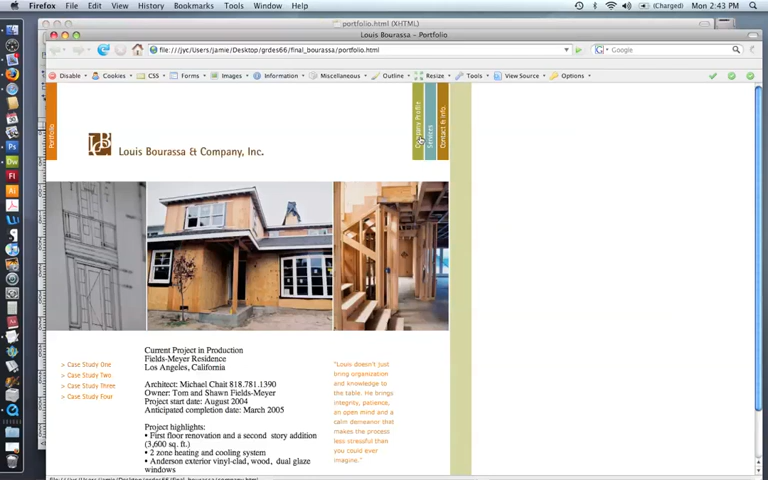 Firefox File Edit View History Bookmarks Tools Window Help
(Charged) Mon 2:43 PM
portfolio.html (XHTML)
Louis Bourassa - Portfolio
file:///jyc/Users/jamie/Desktop/grdes66/final_bourassa/portfolio.html
Google
Disable Cookies CSS Forms Images Information Miscellaneous Outline Resize Tools View Source Options
Portfolio
Company Profile
Services
Contact & Info.
LCB
Louis Bourassa & Company, Inc.
> Case Study One
> Case Study Two
> Case Study Three
> Case Study Four
Current Project in Production
Fields-Meyer Residence
Los Angeles, California
Architect: Michael Chait 818.781.1390
Owner: Tom and Shawn Fields-Meyer
Project start date: August 2004
Anticipated completion date: March 2005
Project highlights:
• First floor renovation and a second story addition
(3,600 sq. ft.)
• 2 zone heating and cooling system
• Anderson exterior vinyl-clad, wood, dual glaze
windows
"Louis doesn't just
bring organization
and knowledge to
the table. He brings
integrity, patience,
an open mind and a
calm demeanor that
makes the process
less stressful than
you could ever
imagine."